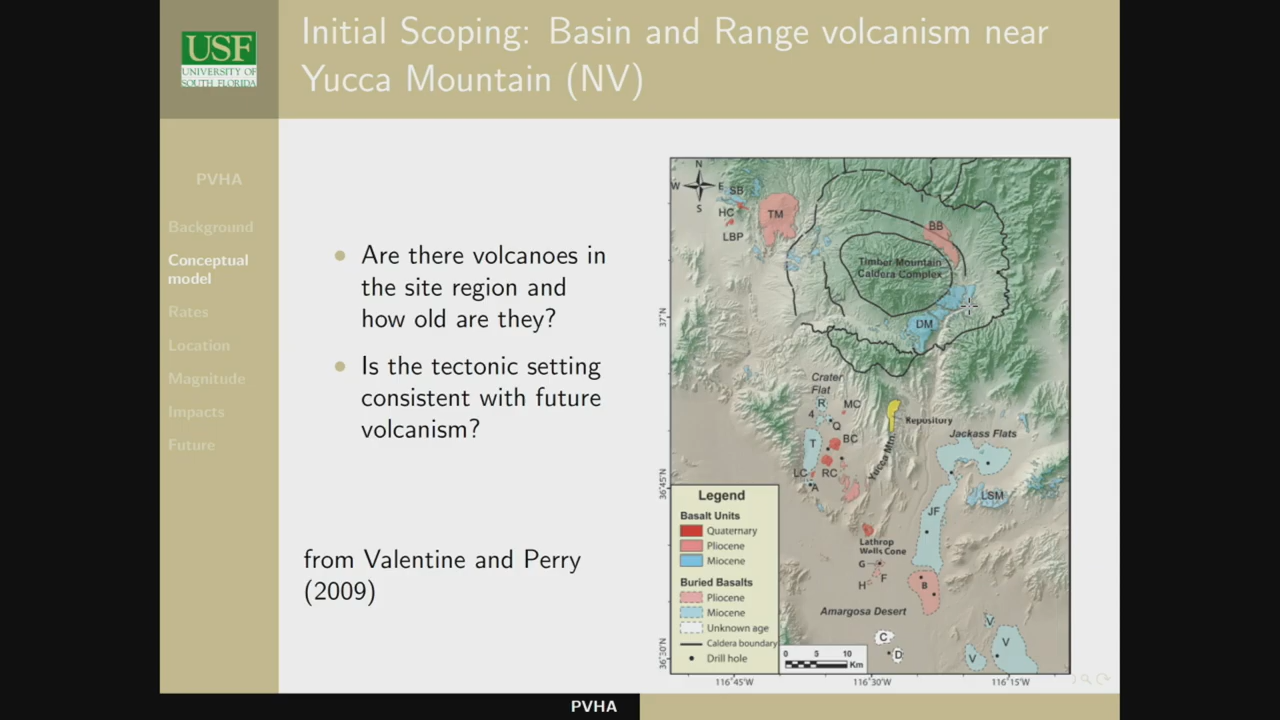 USF
UNIVERSITY OF
SOUTH FLORIDA
Initial Scoping: Basin and Range volcanism near
Yucca Mountain (NV)
PVHA
Background
Conceptual
model
Rates
Location
Magnitude
Impacts
Future
Are there volcanoes in
the site region and
how old are they?
Is the tectonic setting
consistent with future
volcanism?
from Valentine and Perry
(2009)
N
W
E
S
SB
HC
LBP
TM
BB
Timber Mountain
Caldera Complex
DM
37°N
Crater
Flat
R
MC
4
Q
Repository
T
BC
Jackass Flats
Yucca Mtn.
LC
RC
A
36°45'N
LSM
JF
Lathrop
Wells Cone
G
F
H
B
Amargosa Desert
C
D
V
V
V
36°30'N
Legend
Basalt Units
Quaternary
Pliocene
Miocene
Buried Basalts
Pliocene
Miocene
Unknown age
Caldera boundary
Drill hole
0 5 10
Km
116°45'W
116°30'W
116°15'W
PVHA